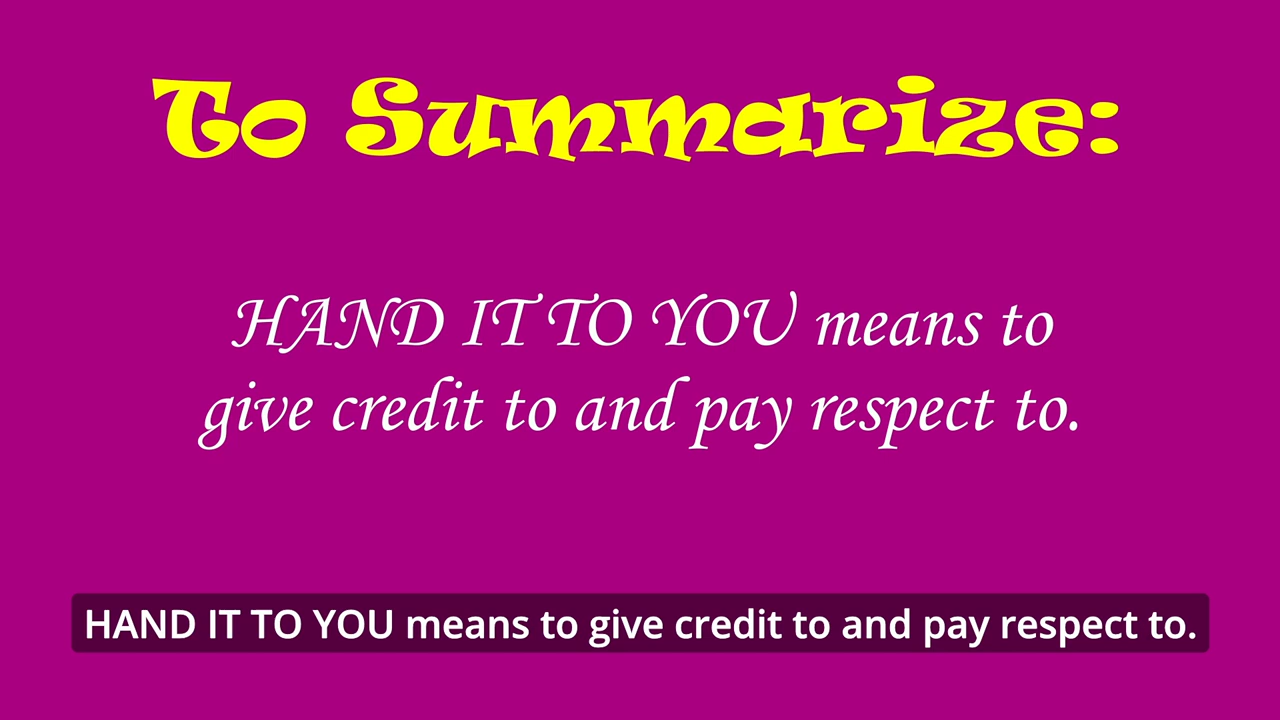 To Summarize:
HAND IT TO YOU means to
give credit to and pay respect to.
HAND IT TO YOU means to give credit to and pay respect to.